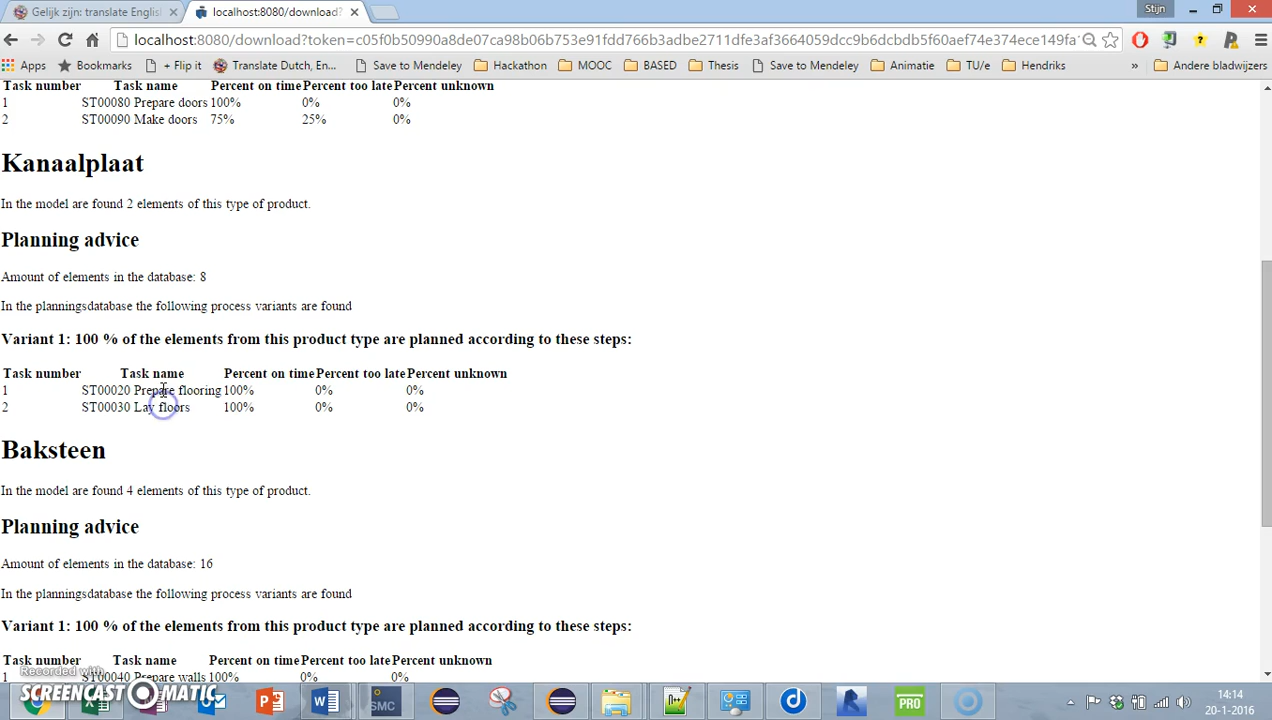 Gelijk zijn: translate Englis
localhost:8080/download?
Stijn
localhost:8080/download?token=c05f0b50990a8de07ca98b06b753e91fdd766b3adbe2711dfe3af3664059dcc9b6dcbdb5f60aef74e374ece149fa
Apps
Bookmarks
+ Flip it
Translate Dutch, En...
Save to Mendeley
Hackathon
MOOC
BASED
Thesis
Save to Mendeley
Animatie
TU/e
Hendriks
»
Andere bladwijzers
Task number Task name Percent on time Percent too late Percent unknown
1 ST00080 Prepare doors 100% 0% 0%
2 ST00090 Make doors 75% 25% 0%
Kanaalplaat
In the model are found 2 elements of this type of product.
Planning advice
Amount of elements in the database: 8
In the planningsdatabase the following process variants are found
Variant 1: 100 % of the elements from this product type are planned according to these steps:
Task number Task name Percent on time Percent too late Percent unknown
1 ST00020 Prepare flooring 100% 0% 0%
2 ST00030 Lay floors 100% 0% 0%
Baksteen
In the model are found 4 elements of this type of product.
Planning advice
Amount of elements in the database: 16
In the planningsdatabase the following process variants are found
Variant 1: 100 % of the elements from this product type are planned according to these steps:
Task number Task name Percent on time Percent too late Percent unknown
1 ST00040 Prepare walls 100% 0% 0%
Recorded with
SCREENCAST MATIC
SMC
PRO
14:14
20-1-2016